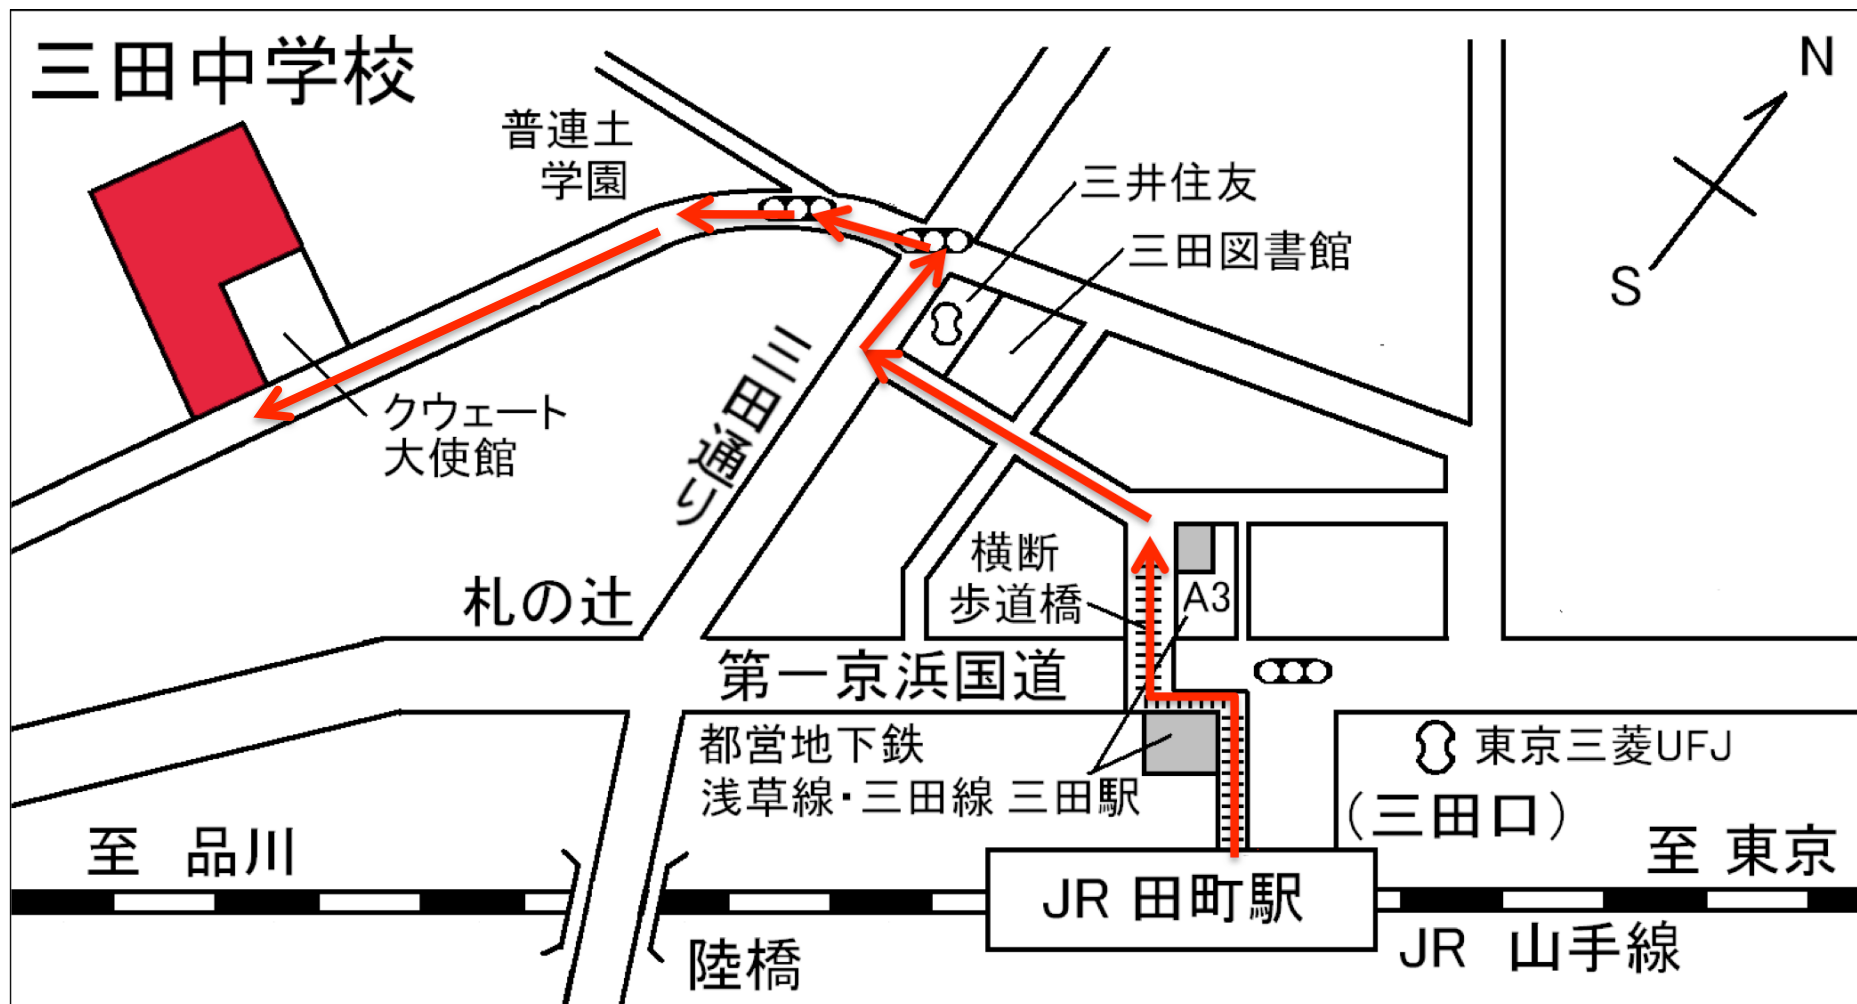 三田中学校
N
普連土
学園
三井住友
三田図書館
S
三田通り
クウェート
大使館
横断
歩道橋
A3
札の辻
第一京浜国道
都営地下鉄
浅草線・三田線 三田駅
東京三菱UFJ
（三田口）
至 品川
至 東京
JR 田町駅
陸橋
JR 山手線